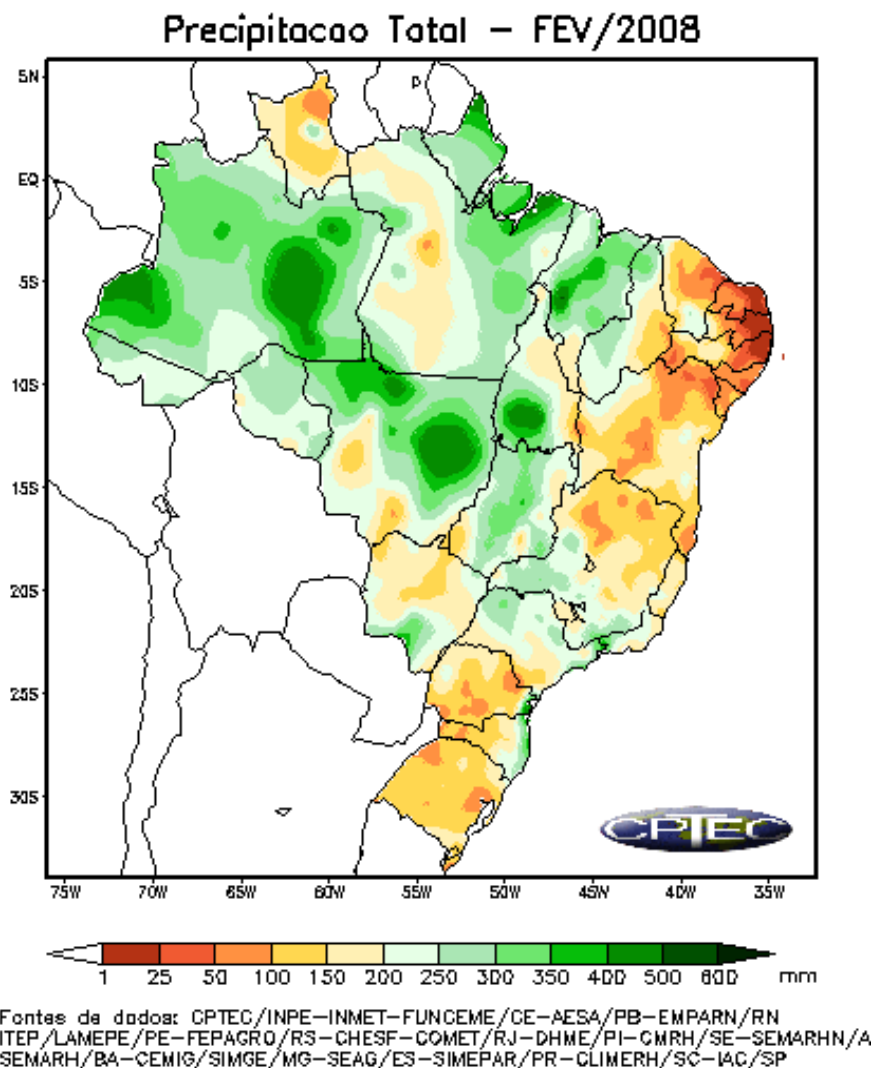 Precipitacao Total – FEV/2008
5N
EQ
5S
10S
15S
20S
25S
30S
75W 70W 65W 60W 55W 50W 45W 40W 35W
CPTEC
1 25 50 100 150 200 250 300 350 400 500 600 mm
Fontes de dados: CPTEC/INPE-INMET-FUNCEME/CE-AESA/PB-EMPARN/RN
ITEP/LAMEPE/PE-FEPAGRO/RS-CHESF-COMET/RJ-DHME/PI-CMRH/SE-SEMARHN/A
SEMARH/BA-CEMIG/SIMGE/MG-SEAG/ES-SIMEPAR/PR-CLIMERH/SC-IAC/SP